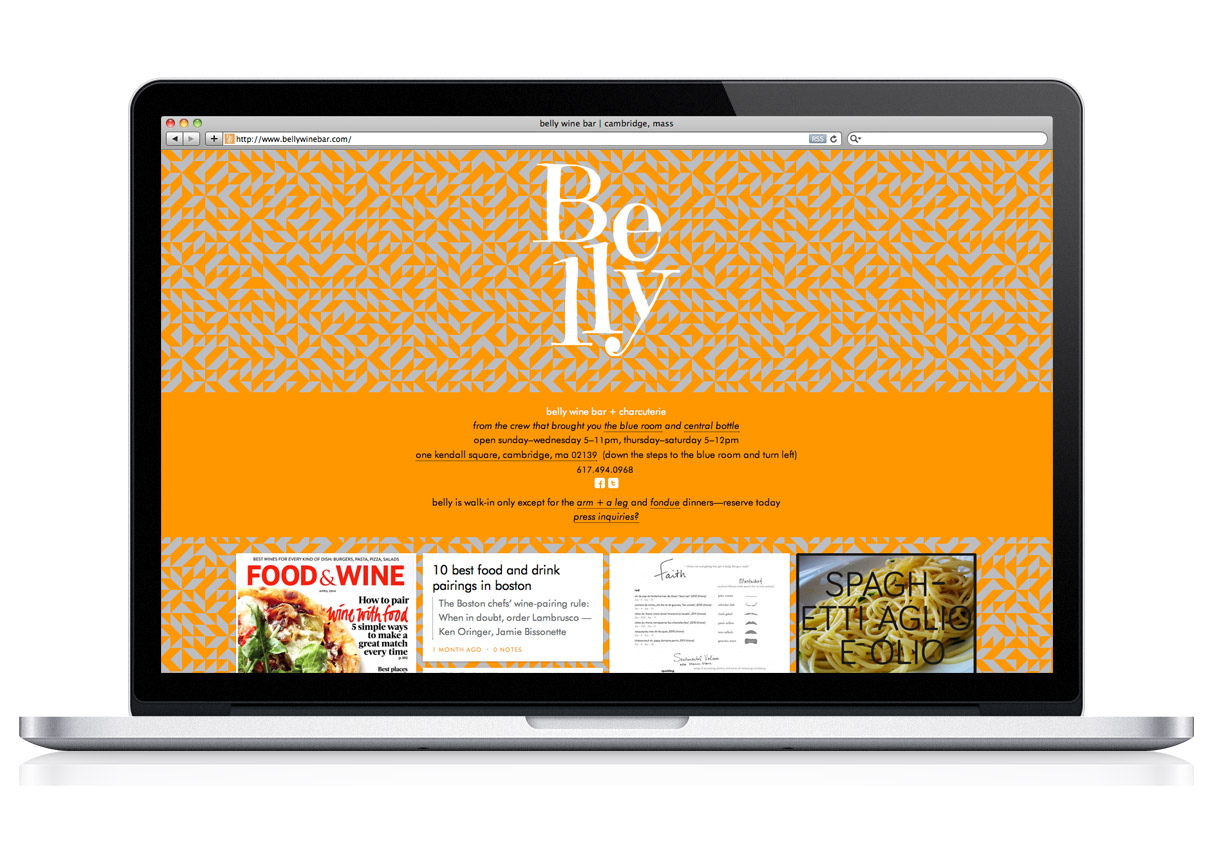 belly wine bar | cambridge, mass
http://www.bellywinebar.com/
RSS
Be
lly
belly wine bar + charcuterie
from the crew that brought you the blue room and central bottle
open sunday–wednesday 5–11pm, thursday–saturday 5–12pm
one kendall square, cambridge, ma 02139 (down the steps to the blue room and turn left)
617.494.0968
belly is walk-in only except for the arm + a leg and fondue dinners—reserve today
press inquiries?
BEST WINES FOR EVERY KIND OF DISH: BURGERS, PASTA, PIZZA, SALADS
FOOD&WINE
APRIL 2014
How to pair
wine with food
5 simple ways
to make a
great match
every time
Best places
10 best food and drink
pairings in boston
The Boston chefs' wine-pairing rule:
When in doubt, order Lambrusco —
Ken Oringer, Jamie Bissonette
1 MONTH AGO · 0 NOTES
Faith
red
Sentimental Values
sparkling
SPAGH-
ETTI AGLIO
E OLIO